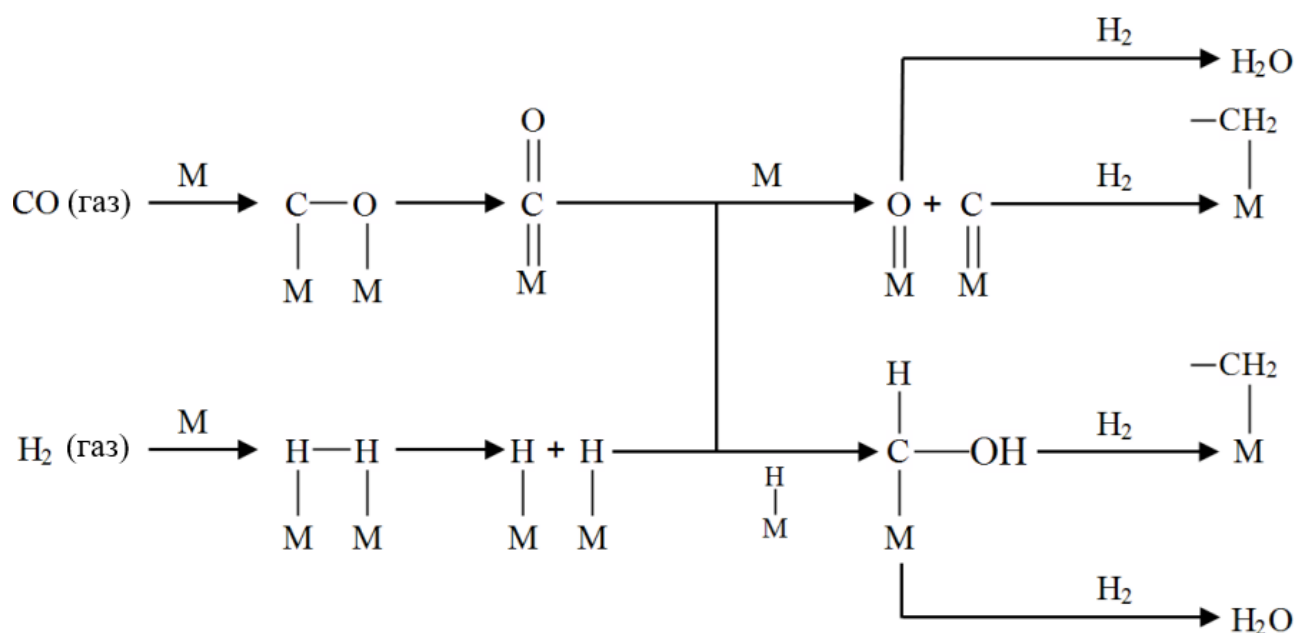 H₂
H₂O
O
—CH₂
M
M
H₂
CO (газ)
C—O
C
O + C
M
M M
M
M M
H
—CH₂
M
H₂
H₂ (газ)
H—H
H + H
C—OH
M
H
M M
M M
M
M
H₂
H₂O